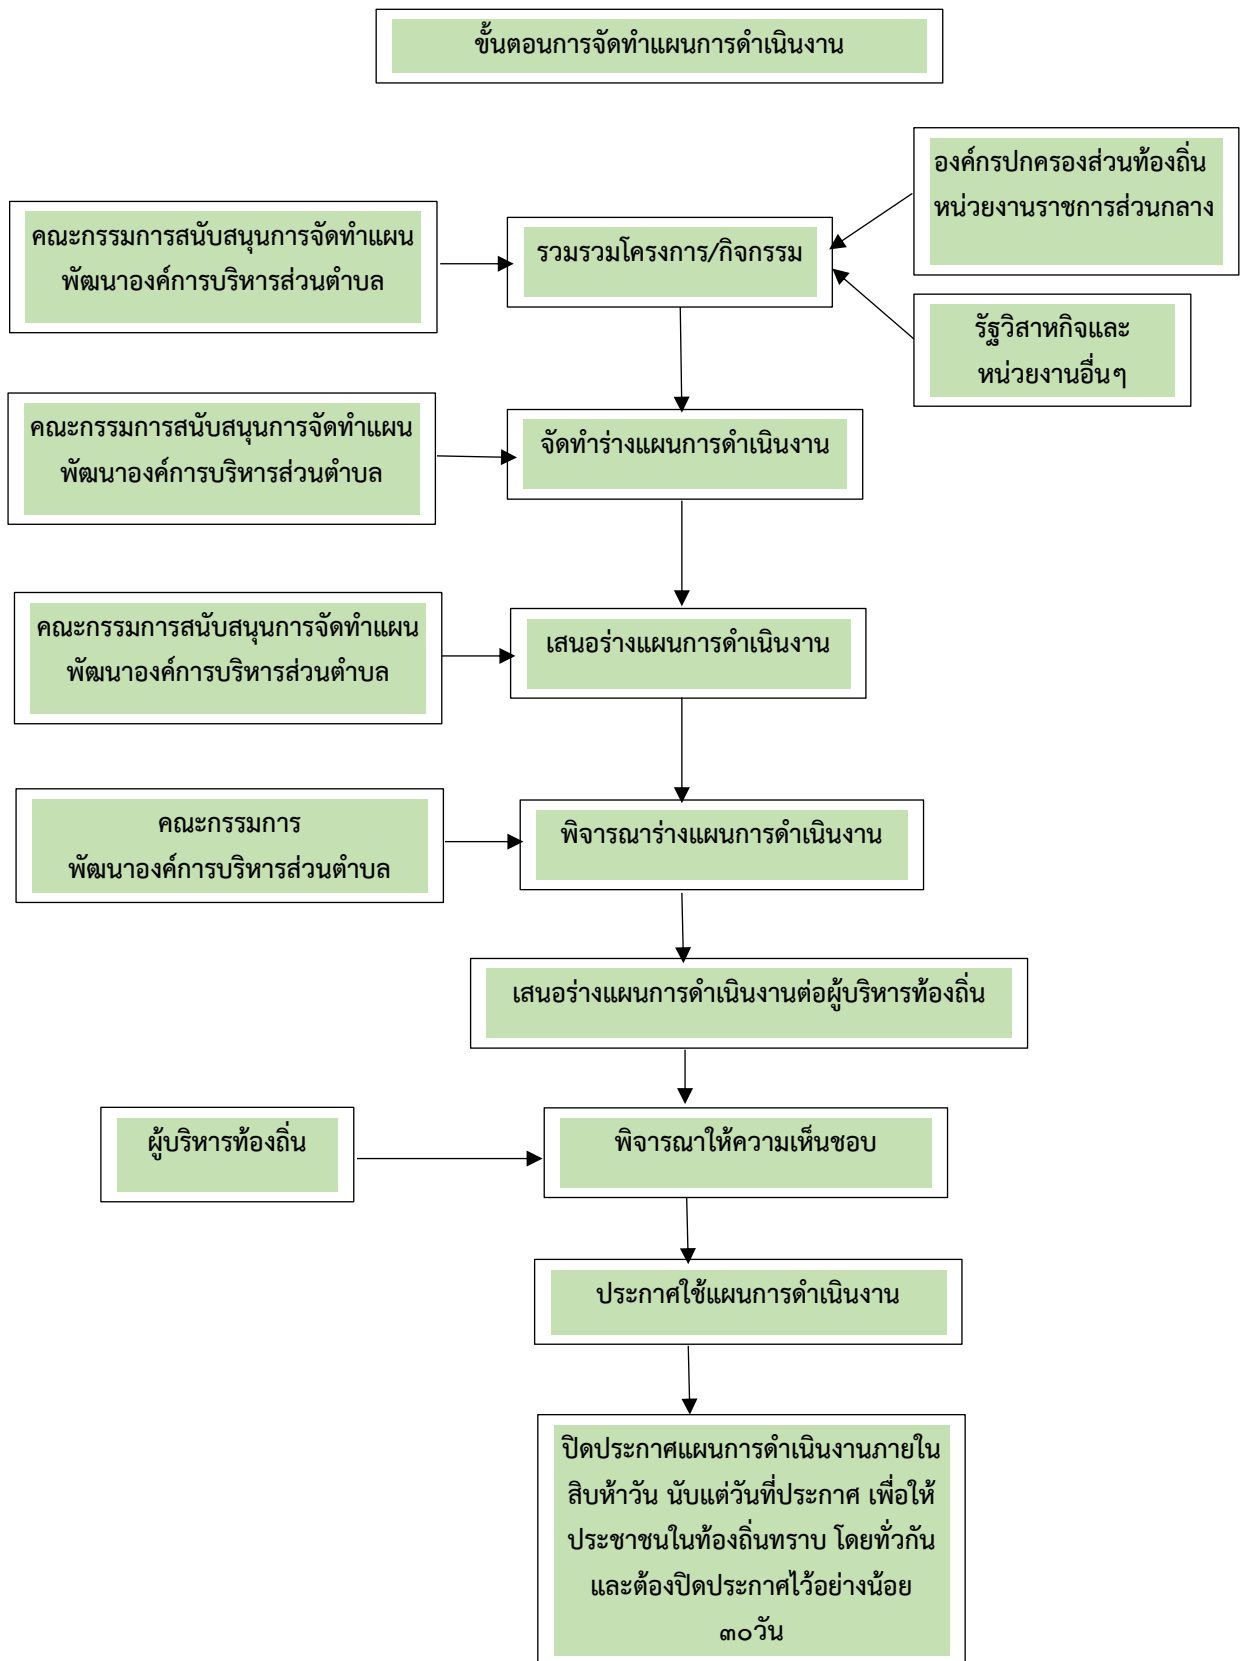 ขั้นตอนการจัดทำแผนการดำเนินงาน
องค์กรปกครองส่วนท้องถิ่น
หน่วยงานราชการส่วนกลาง
คณะกรรมการสนับสนุนการจัดทำแผน
พัฒนาองค์การบริหารส่วนตำบล
รวมรวมโครงการ/กิจกรรม
รัฐวิสาหกิจและ
หน่วยงานอื่นๆ
คณะกรรมการสนับสนุนการจัดทำแผน
พัฒนาองค์การบริหารส่วนตำบล
จัดทำร่างแผนการดำเนินงาน
คณะกรรมการสนับสนุนการจัดทำแผน
พัฒนาองค์การบริหารส่วนตำบล
เสนอร่างแผนการดำเนินงาน
คณะกรรมการ
พัฒนาองค์การบริหารส่วนตำบล
พิจารณาร่างแผนการดำเนินงาน
เสนอร่างแผนการดำเนินงานต่อผู้บริหารท้องถิ่น
ผู้บริหารท้องถิ่น
พิจารณาให้ความเห็นชอบ
ประกาศใช้แผนการดำเนินงาน
ปิดประกาศแผนการดำเนินงานภายใน
สิบห้าวัน นับแต่วันที่ประกาศ เพื่อให้
ประชาชนในท้องถิ่นทราบ โดยทั่วกัน
และต้องปิดประกาศไว้อย่างน้อย
๓๐วัน